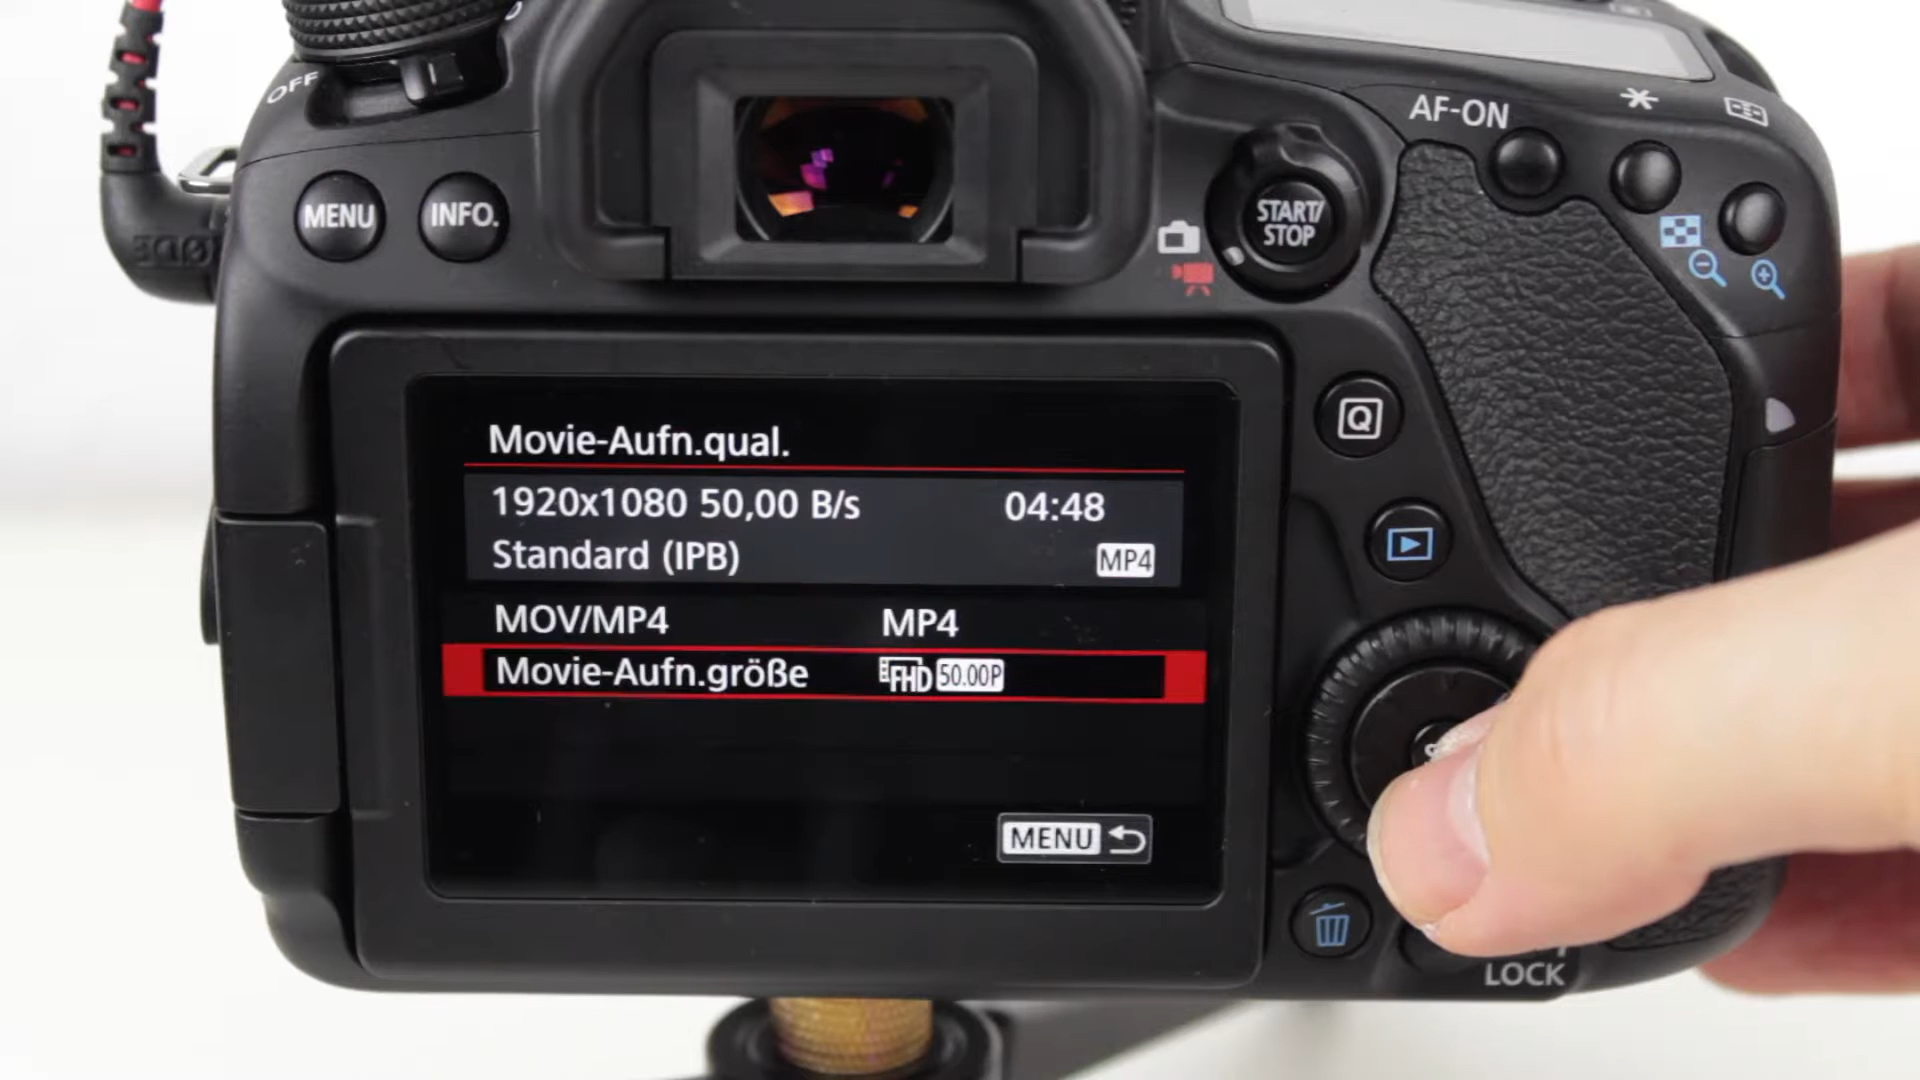 OFF
AF-ON
MENU
INFO.
START/
STOP
RØDE
Q
Movie-Aufn.qual.
1920x1080 50,00 B/s 04:48
Standard (IPB) MP4
MOV/MP4 MP4
Movie-Aufn.größe FHD 50.00P
MENU
LOCK